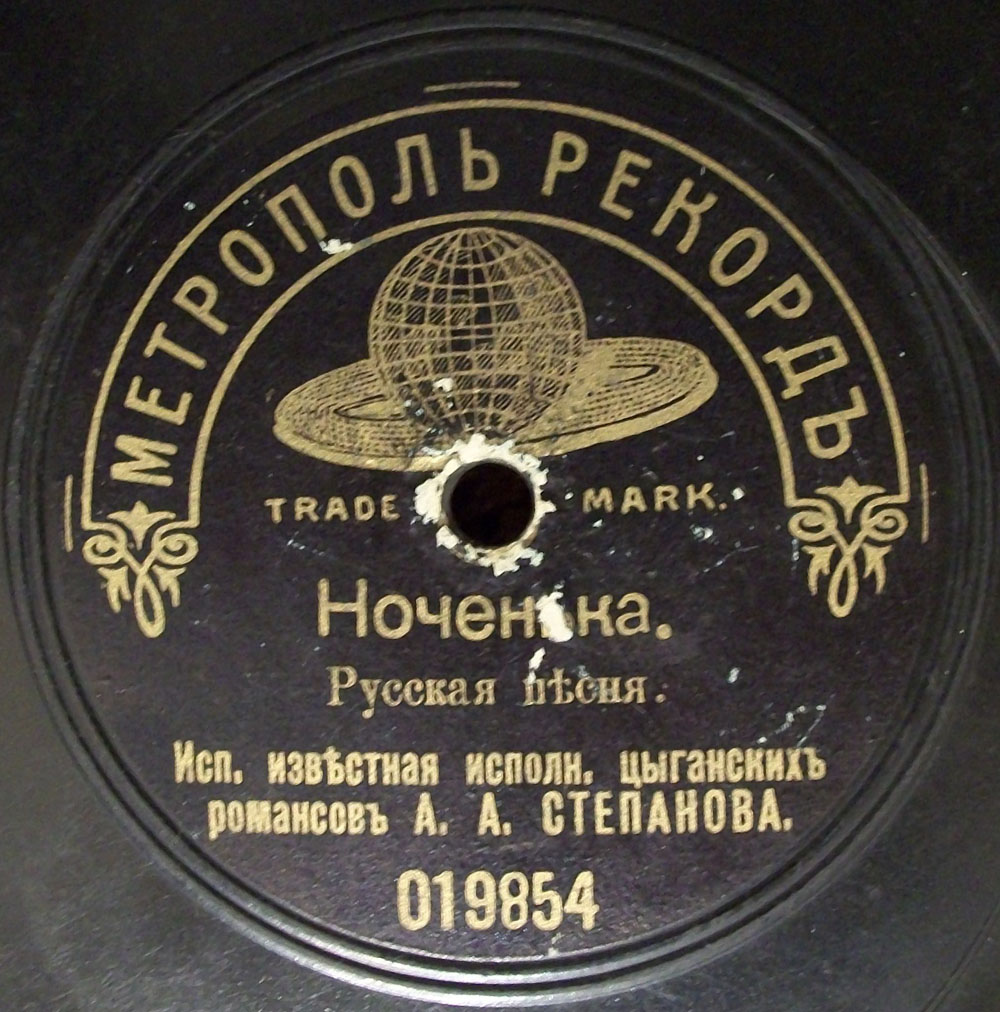 МЕТРОПОЛЬ РЕКОРДЪ
TRADE MARK.
Ноченька.
Русская пѣсня.
Исп. извѣстная исполн. цыганскихъ
романсовъ А. А. СТЕПАНОВА.
019854